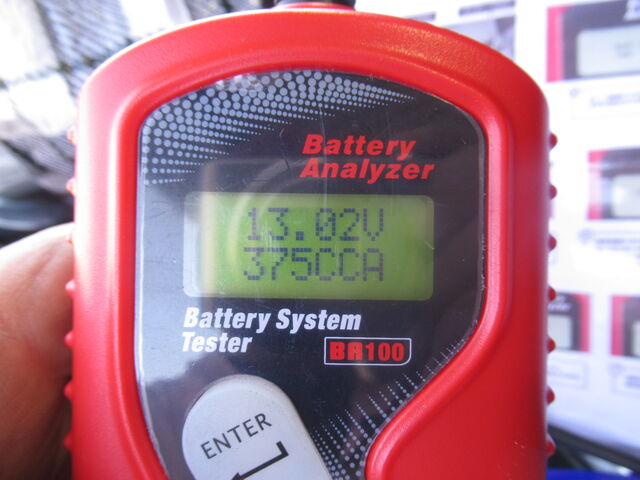 Battery
Analyzer
13.02V
375CCA
Battery System
Tester
BA100
ENTER